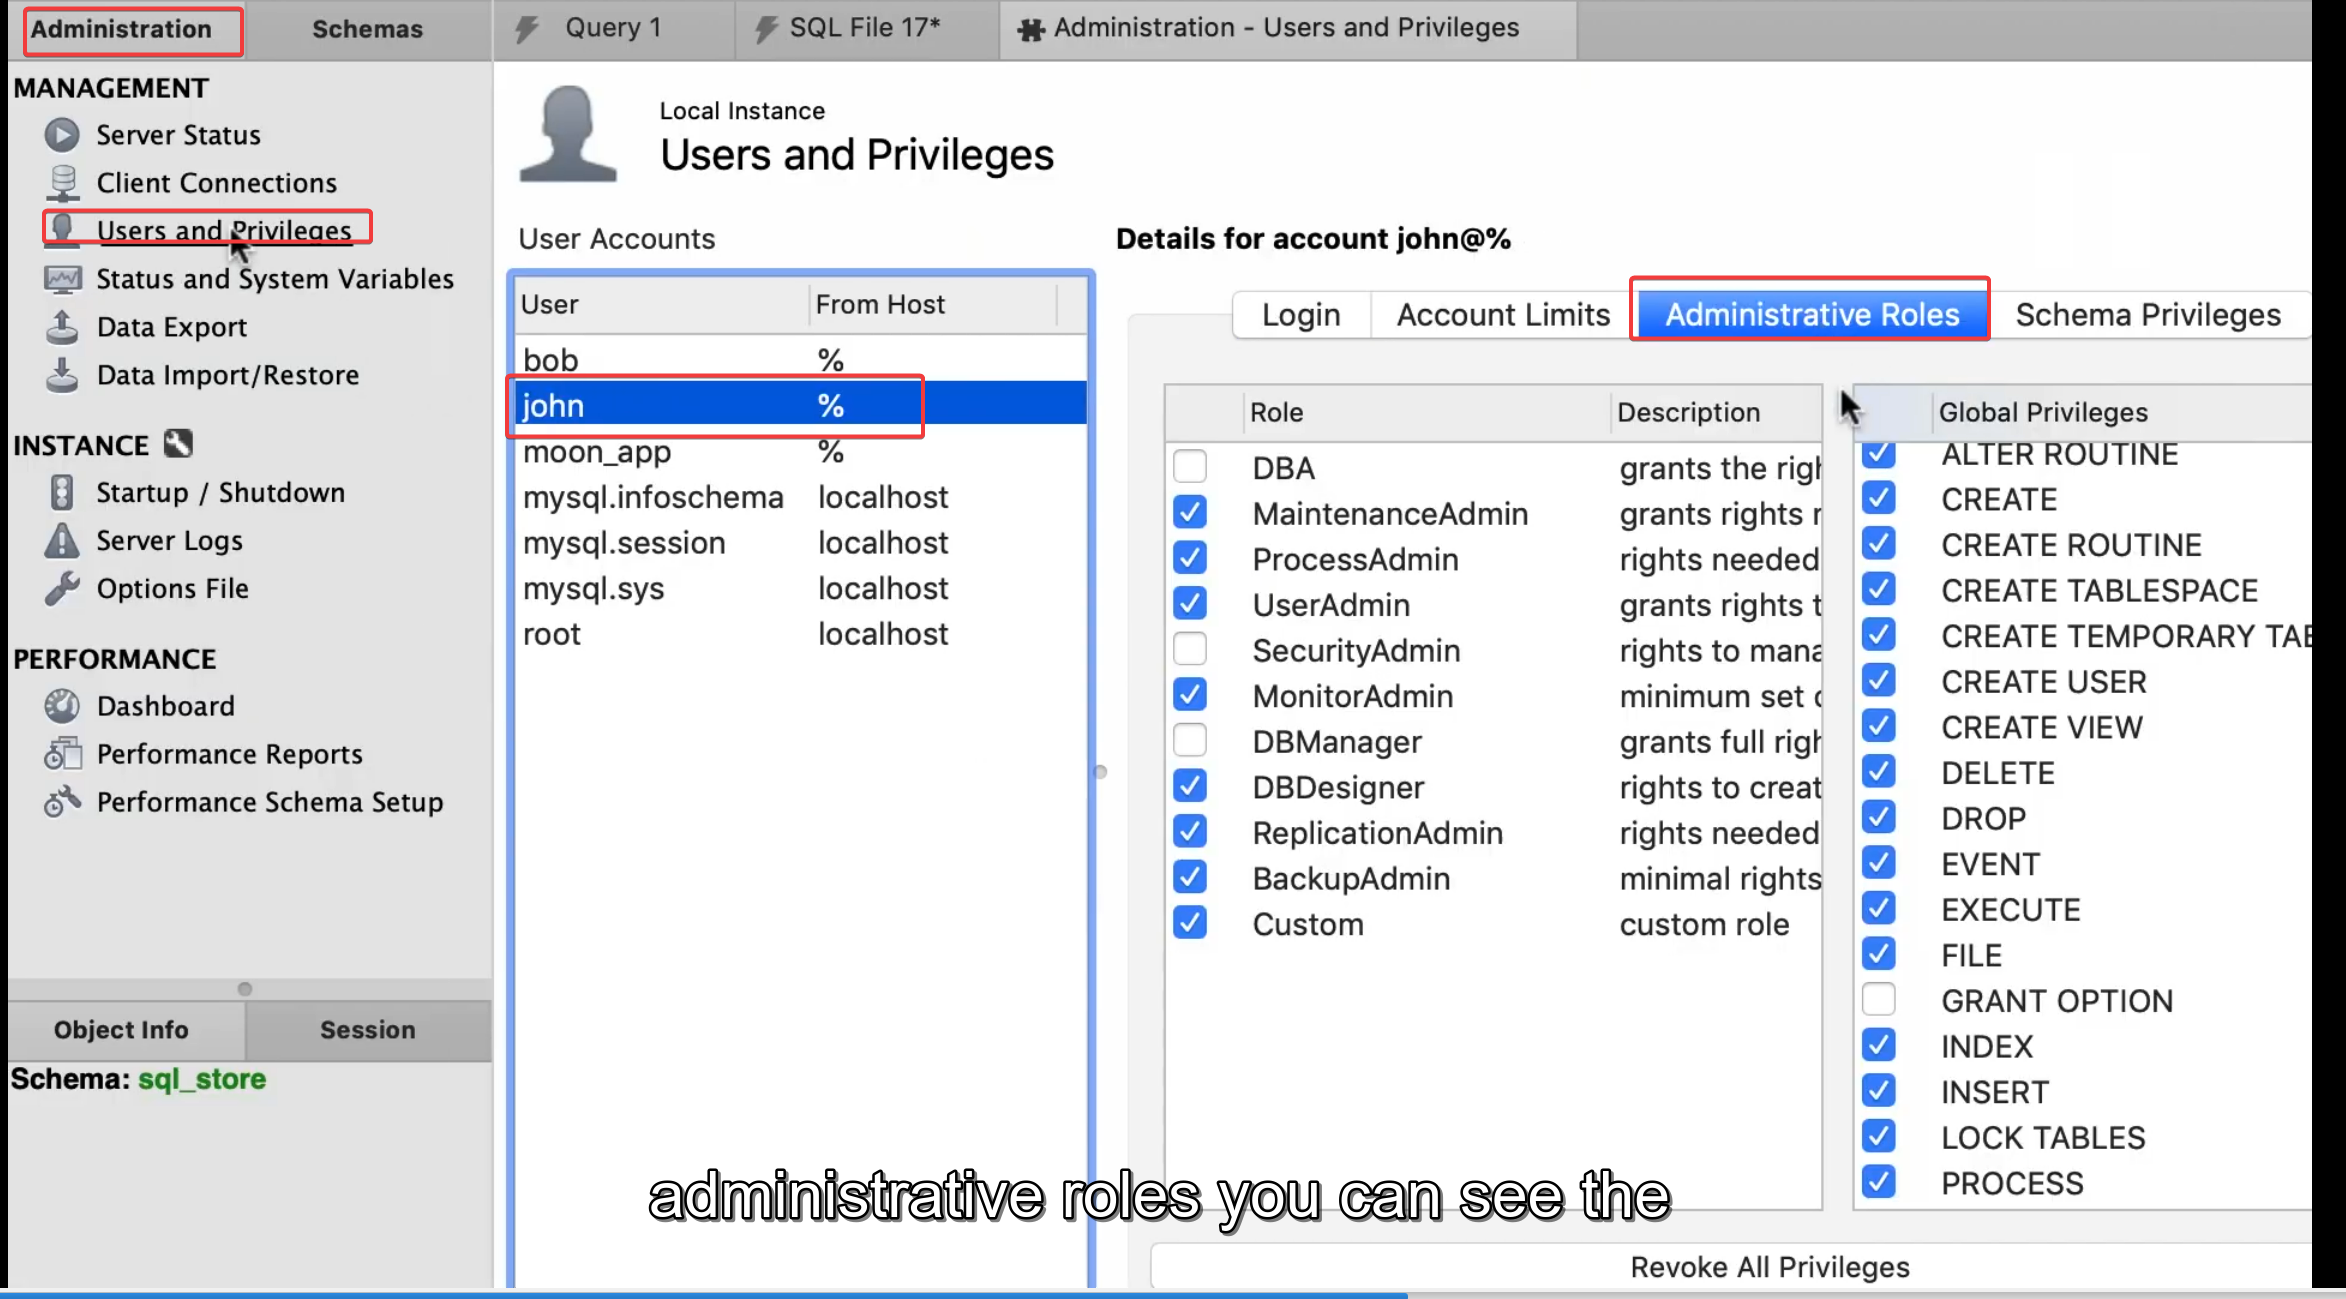 Administration
Schemas
Query 1
SQL File 17*
Administration - Users and Privileges
MANAGEMENT
Server Status
Client Connections
Users and Privileges
Status and System Variables
Data Export
Data Import/Restore
INSTANCE
Startup / Shutdown
Server Logs
Options File
PERFORMANCE
Dashboard
Performance Reports
Performance Schema Setup
Object Info
Session
Schema: sql_store
Local Instance
Users and Privileges
User Accounts
User From Host
bob %
john %
moon_app %
mysql.infoschema localhost
mysql.session localhost
mysql.sys localhost
root localhost
Details for account john@%
Login
Account Limits
Administrative Roles
Schema Privileges
Role Description
DBA grants the righ
MaintenanceAdmin grants rights
ProcessAdmin rights needed
UserAdmin grants rights t
SecurityAdmin rights to mana
MonitorAdmin minimum set
DBManager grants full righ
DBDesigner rights to creat
ReplicationAdmin rights needed
BackupAdmin minimal rights
Custom custom role
Global Privileges
ALTER ROUTINE
CREATE
CREATE ROUTINE
CREATE TABLESPACE
CREATE USER
CREATE TEMPORARY TAB
CREATE VIEW
DELETE
DROP
EVENT
EXECUTE
FILE
GRANT OPTION
INDEX
INSERT
LOCK TABLES
PROCESS
administrative roles you can see the
Revoke All Privileges